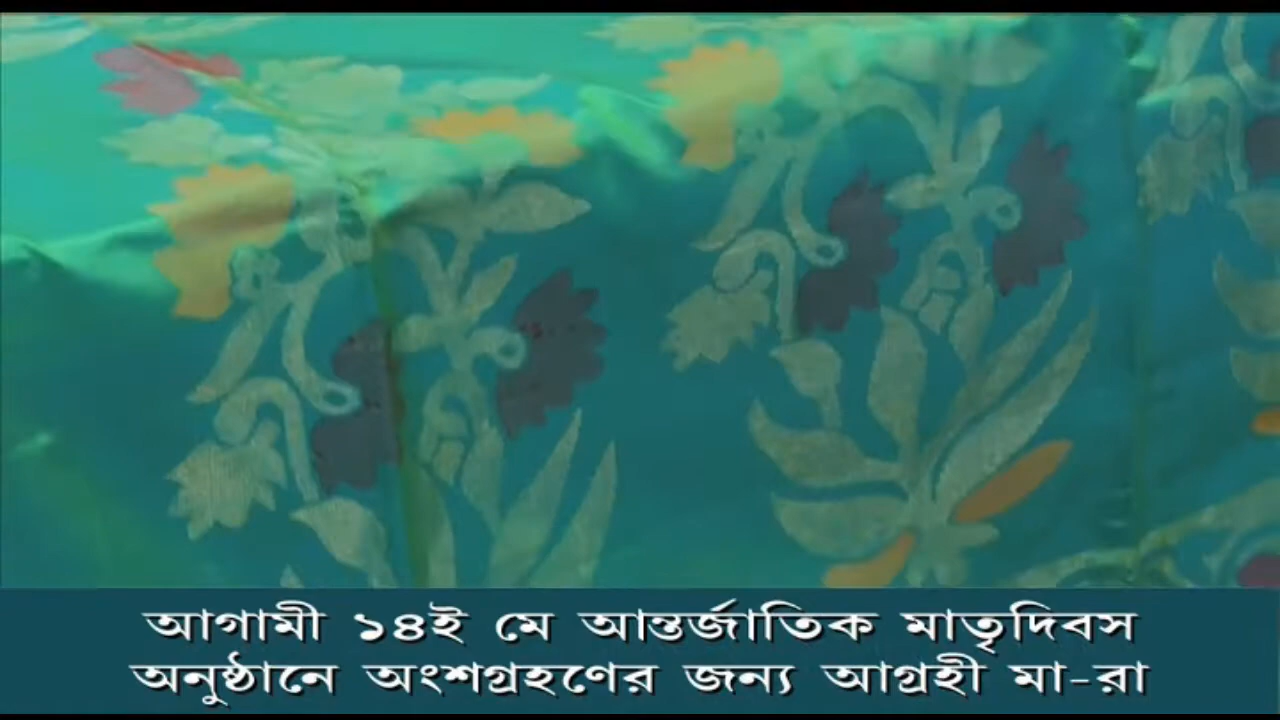 আগামী ১৪ই মে আন্তর্জাতিক মাতৃদিবস
অনুষ্ঠানে অংশগ্রহণের জন্য আগ্রহী মা-রা